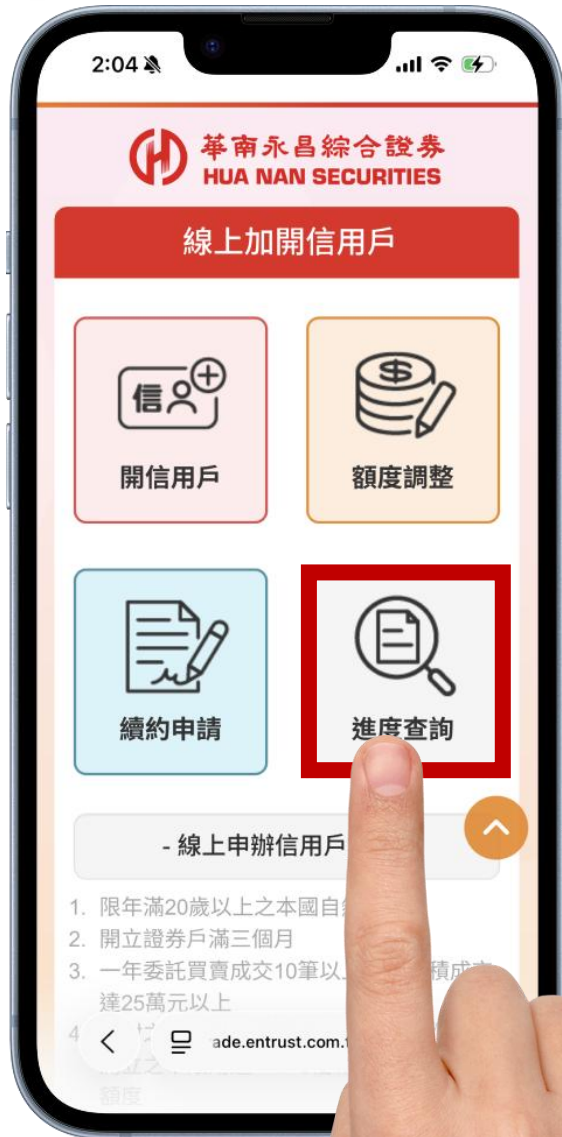 2:04
華南永昌綜合證券
HUA NAN SECURITIES
線上加開信用戶
信
開信用戶
額度調整
續約申請
進度查詢
- 線上申辦信用戶
1. 限年滿20歲以上之本國自
2. 開立證券戶滿三個月
3. 一年委託買賣成交10筆以
積成交
達25萬元以上
4
ade.entrust.com.
額度